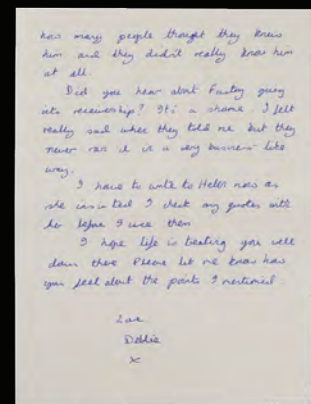 how many people thought they knew
him and they didn't really know him
at all.
Did you hear about going
into receivership? It's a shame. I felt
really sad when they told me but they
never ran it in a very business like
way.
I have to write to Helen now as
she insisted I check any quotes with
her before I use them
I hope life is treating you well
down there Please let me know how
you feel about the points I mentioned.
Love
Debbie
x